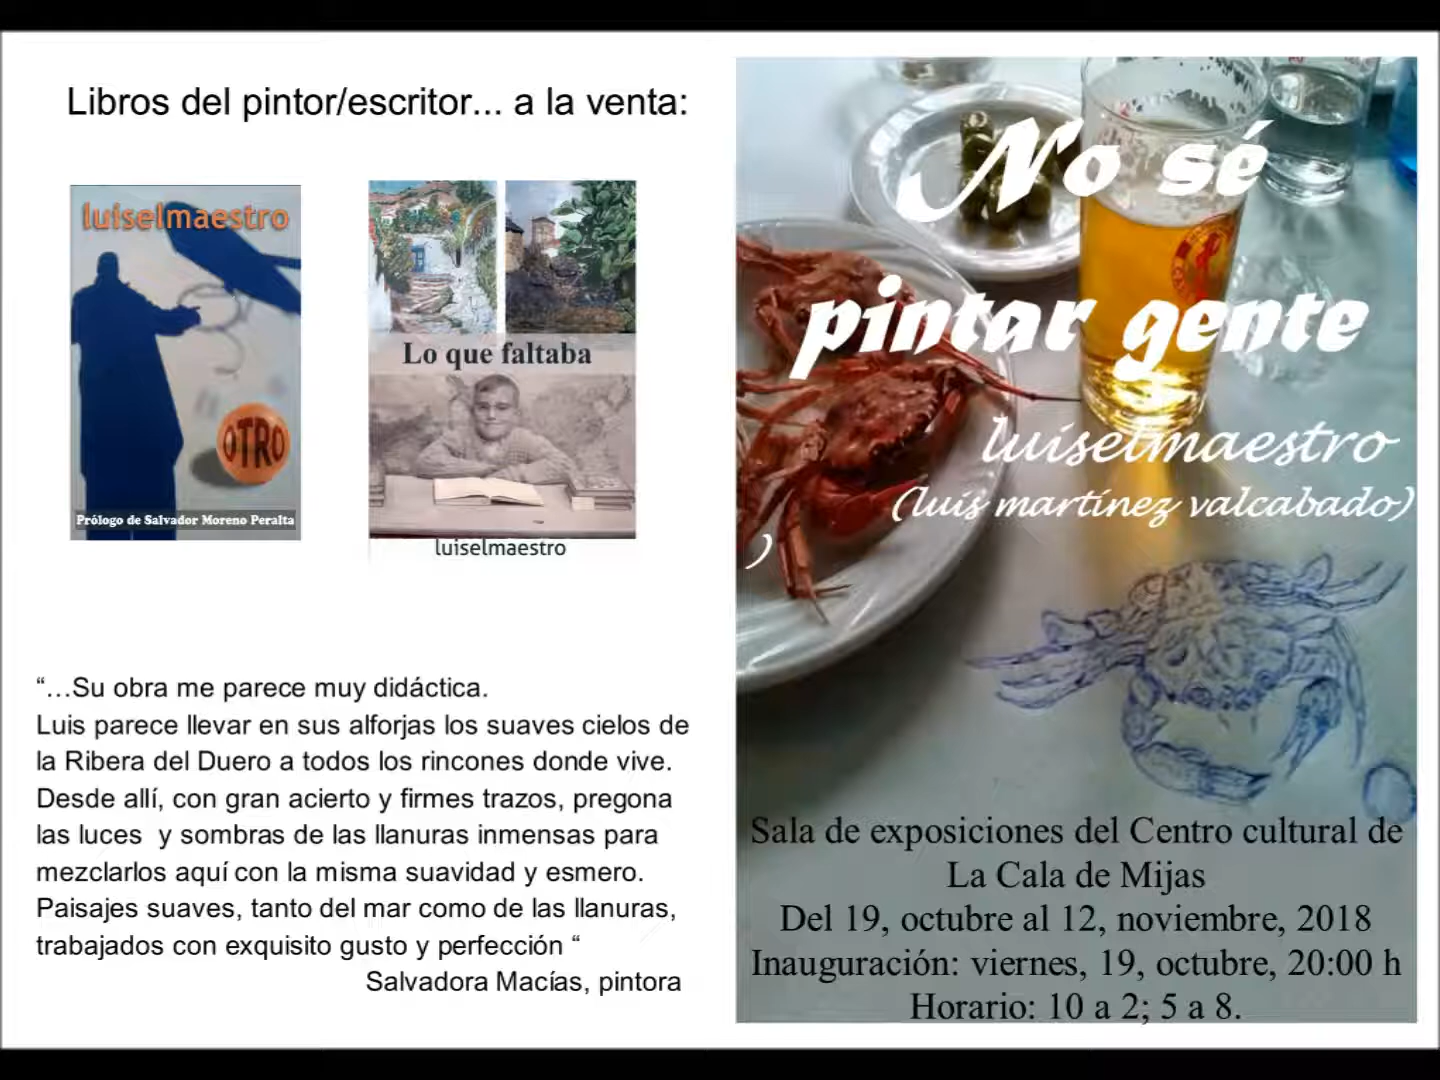 Libros del pintor/escritor... a la venta:
luiselmaestro
OTRO
Prólogo de Salvador Moreno Peralta
Lo que faltaba
luiselmaestro
“…Su obra me parece muy didáctica.
Luis parece llevar en sus alforjas los suaves cielos de
la Ribera del Duero a todos los rincones donde vive.
Desde allí, con gran acierto y firmes trazos, pregona
las luces y sombras de las llanuras inmensas para
mezclarlos aquí con la misma suavidad y esmero.
Paisajes suaves, tanto del mar como de las llanuras,
trabajados con exquisito gusto y perfección “
Salvadora Macías, pintora
No sé
pintar gente
luiselmaestro
(luis martínez valcabado)
)
Sala de exposiciones del Centro cultural de
La Cala de Mijas
Del 19, octubre al 12, noviembre, 2018
Inauguración: viernes, 19, octubre, 20:00 h
Horario: 10 a 2; 5 a 8.